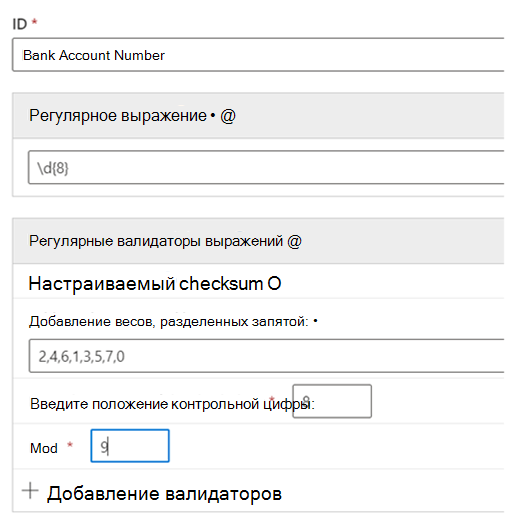 ID *
Bank Account Number
Регулярное выражение • @
\d{8}
Регулярные валидаторы выражений @
Настраиваемый checksum O
Добавление весов, разделенных запятой: •
2,4,6,1,3,5,7,0
Введите положение контрольной цифры: *
Mod * 9
+ Добавление валидаторов